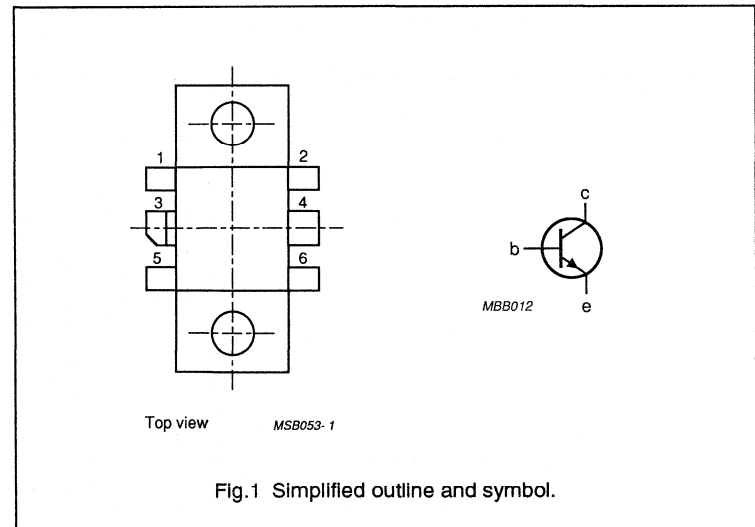 1 2
3 4
5 6
c
b
e
MBB012
Top view MSB053-1
Fig.1 Simplified outline and symbol.